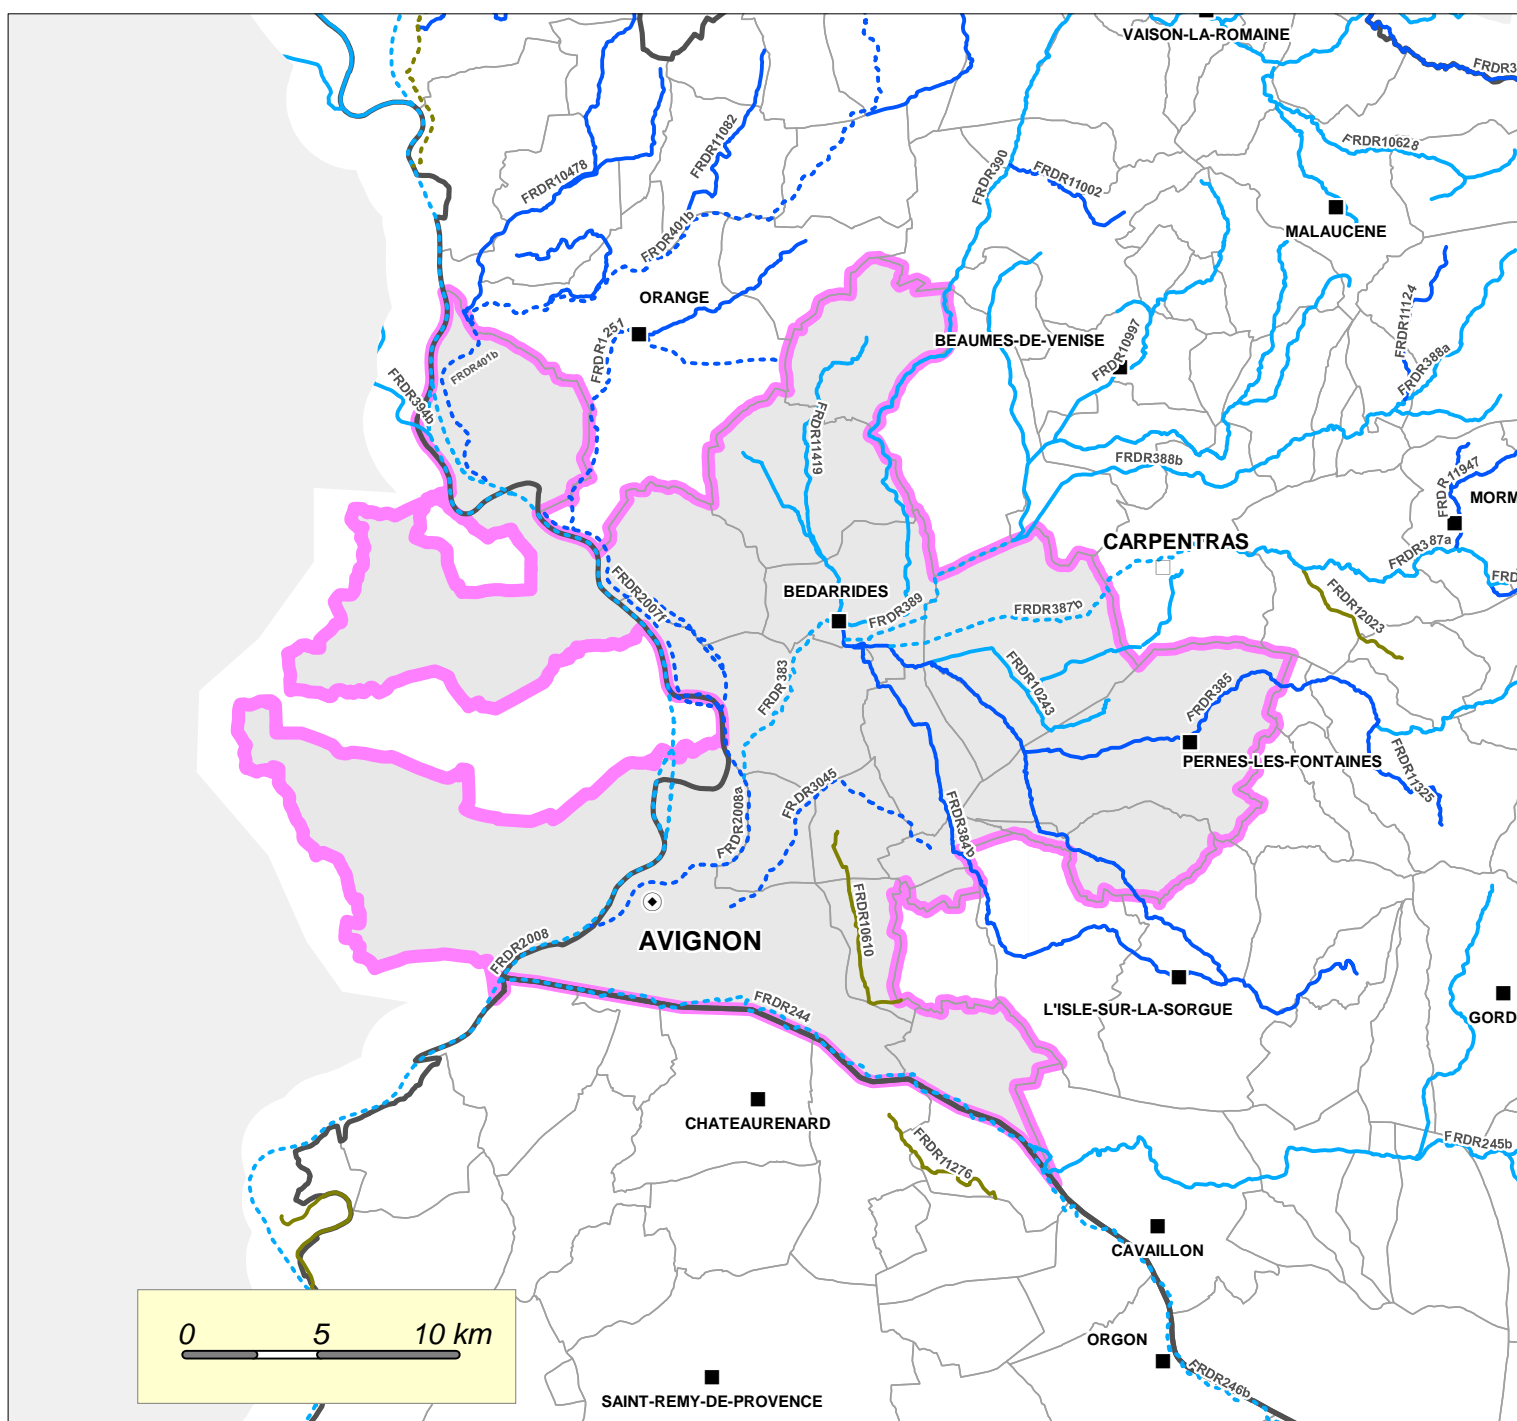 VAISON-LA-ROMAINE
FRDR3
FRDR10628
FRDR11082
FRDR10478
FRDR390
FRDR11002
FRDR401b
MALAUCENE
ORANGE
FRDR11124
FRDR1251
BEAUMES-DE-VENISE
FRDR10997
FRDR388a
FRDR401b
FRDR394b
FRDR11419
FRDR388b
FRDR11947
MORM
CARPENTRAS
FRDR387a
FRD
BEDARRIDES
FRDR2007f
FRDR389
FRDR387b
FRDR12023
FRDR383
FRDR10243
FRDR385
PERNES-LES-FONTAINES
FRDR11325
FRDR3045
FRDR2008a
FRDR384b
FRDR10610
AVIGNON
FRDR2008
FRDR244
L'ISLE-SUR-LA-SORGUE
GORD
CHATEAURENARD
FRDR11276
FRDR245b
CAVAILLON
0 5 10 km
ORGON
FRDR246b
SAINT-REMY-DE-PROVENCE